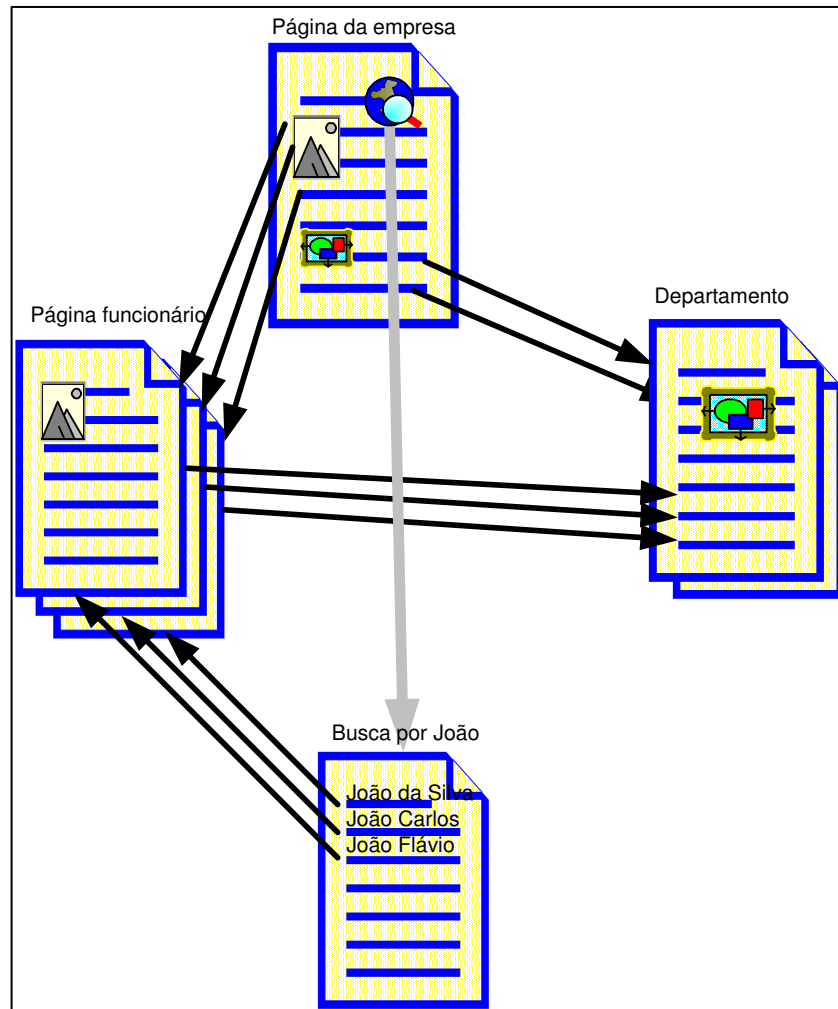 Página da empresa
Departamento
Página funcionário
Busca por João
João da Silva
João Carlos
João Flávio